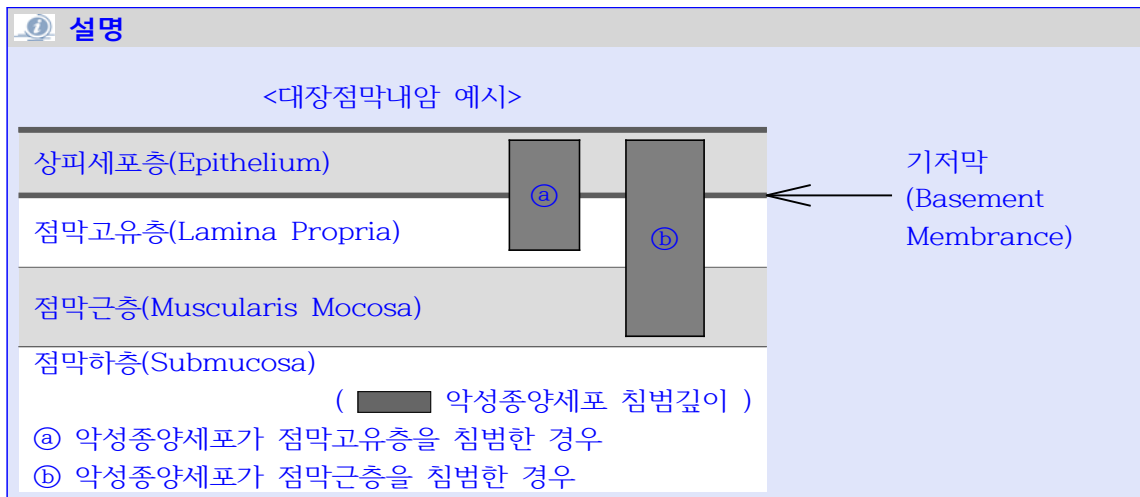 설명
<대장점막내암 예시>
상피세포층(Epithelium)
ⓐ
기저막
(Basement
Membrance)
점막고유층(Lamina Propria)
ⓑ
점막근층(Muscularis Mocosa)
점막하층(Submucosa)
( 악성종양세포 침범깊이 )
ⓐ 악성종양세포가 점막고유층을 침범한 경우
ⓑ 악성종양세포가 점막근층을 침범한 경우